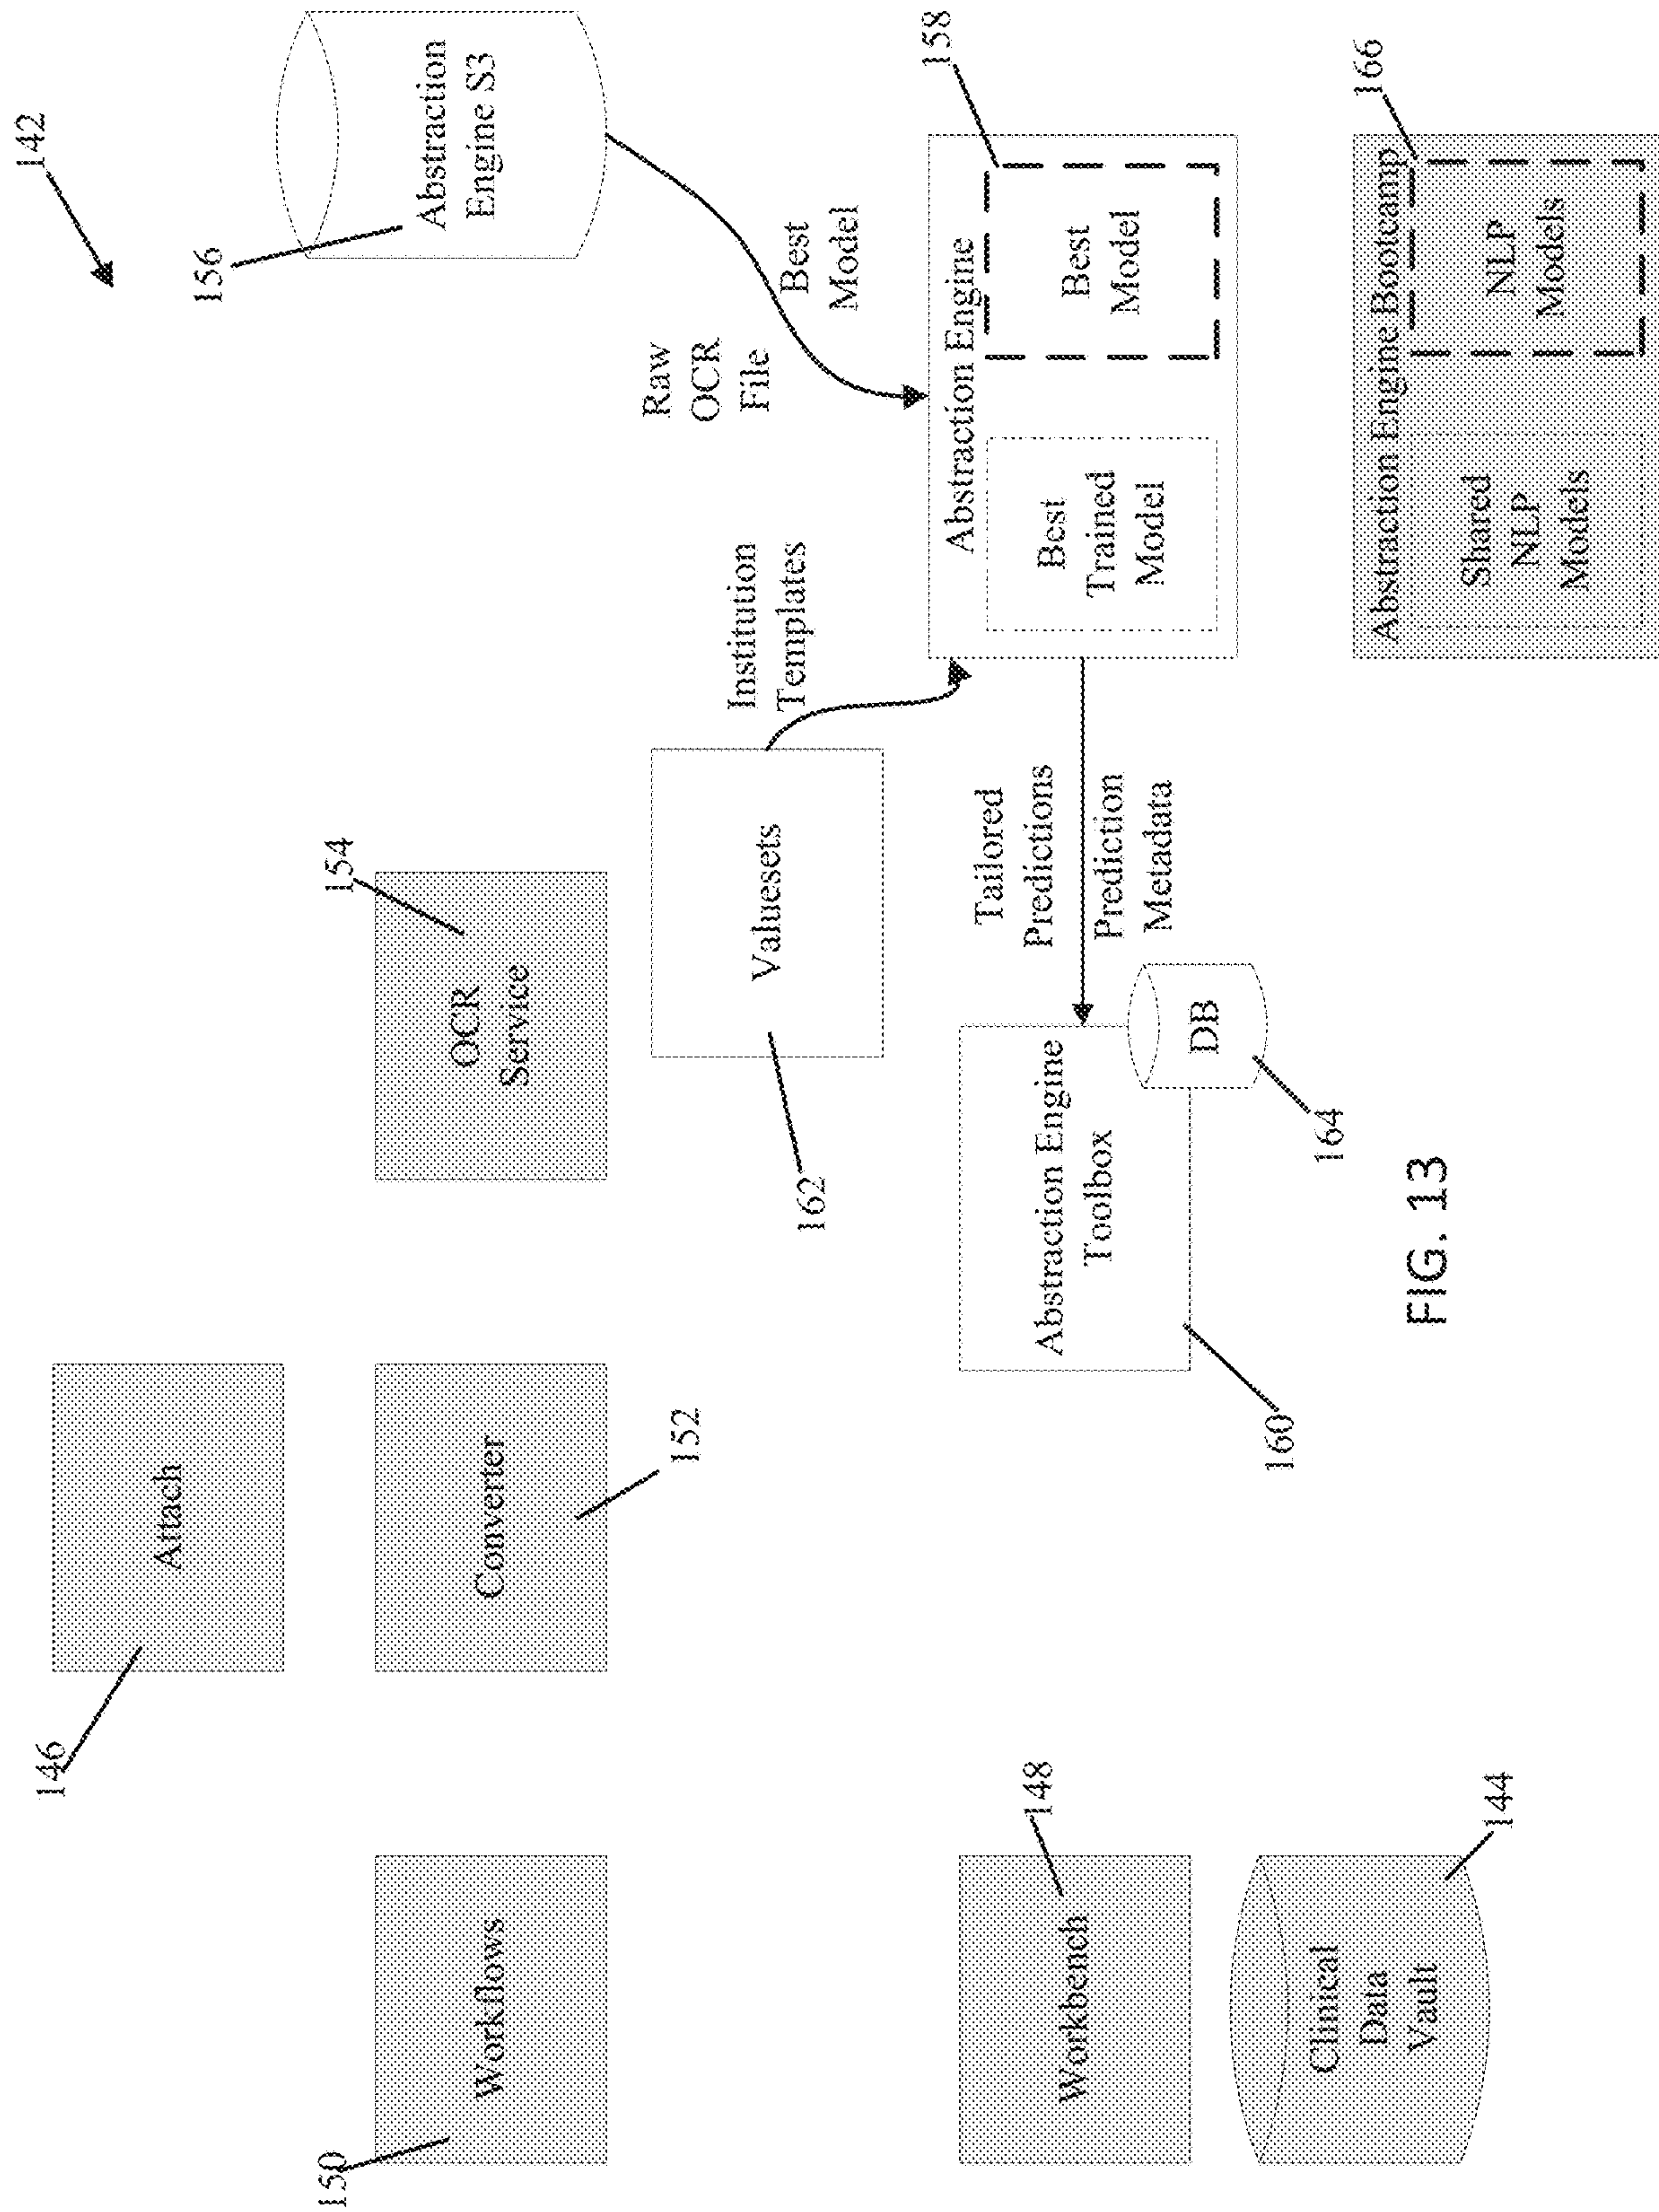 142
146
Attach
156
Abstraction
Engine S3
150
Workflows
Converter
152
154
OCR
Service
Raw
OCR
File
Best
Model
Institution
Templates
Valuesets
162
158
Abstraction Engine
Best
Trained
Model
Best
Model
Tailored
Predictions
Prediction
Metadata
Abstraction Engine
Toolbox
DB
164
160
148
Workbench
Clinical
Data
Vault
144
166
Abstraction Engine Bootcamp
Shared
NLP
Models
NLP
Models
FIG. 13